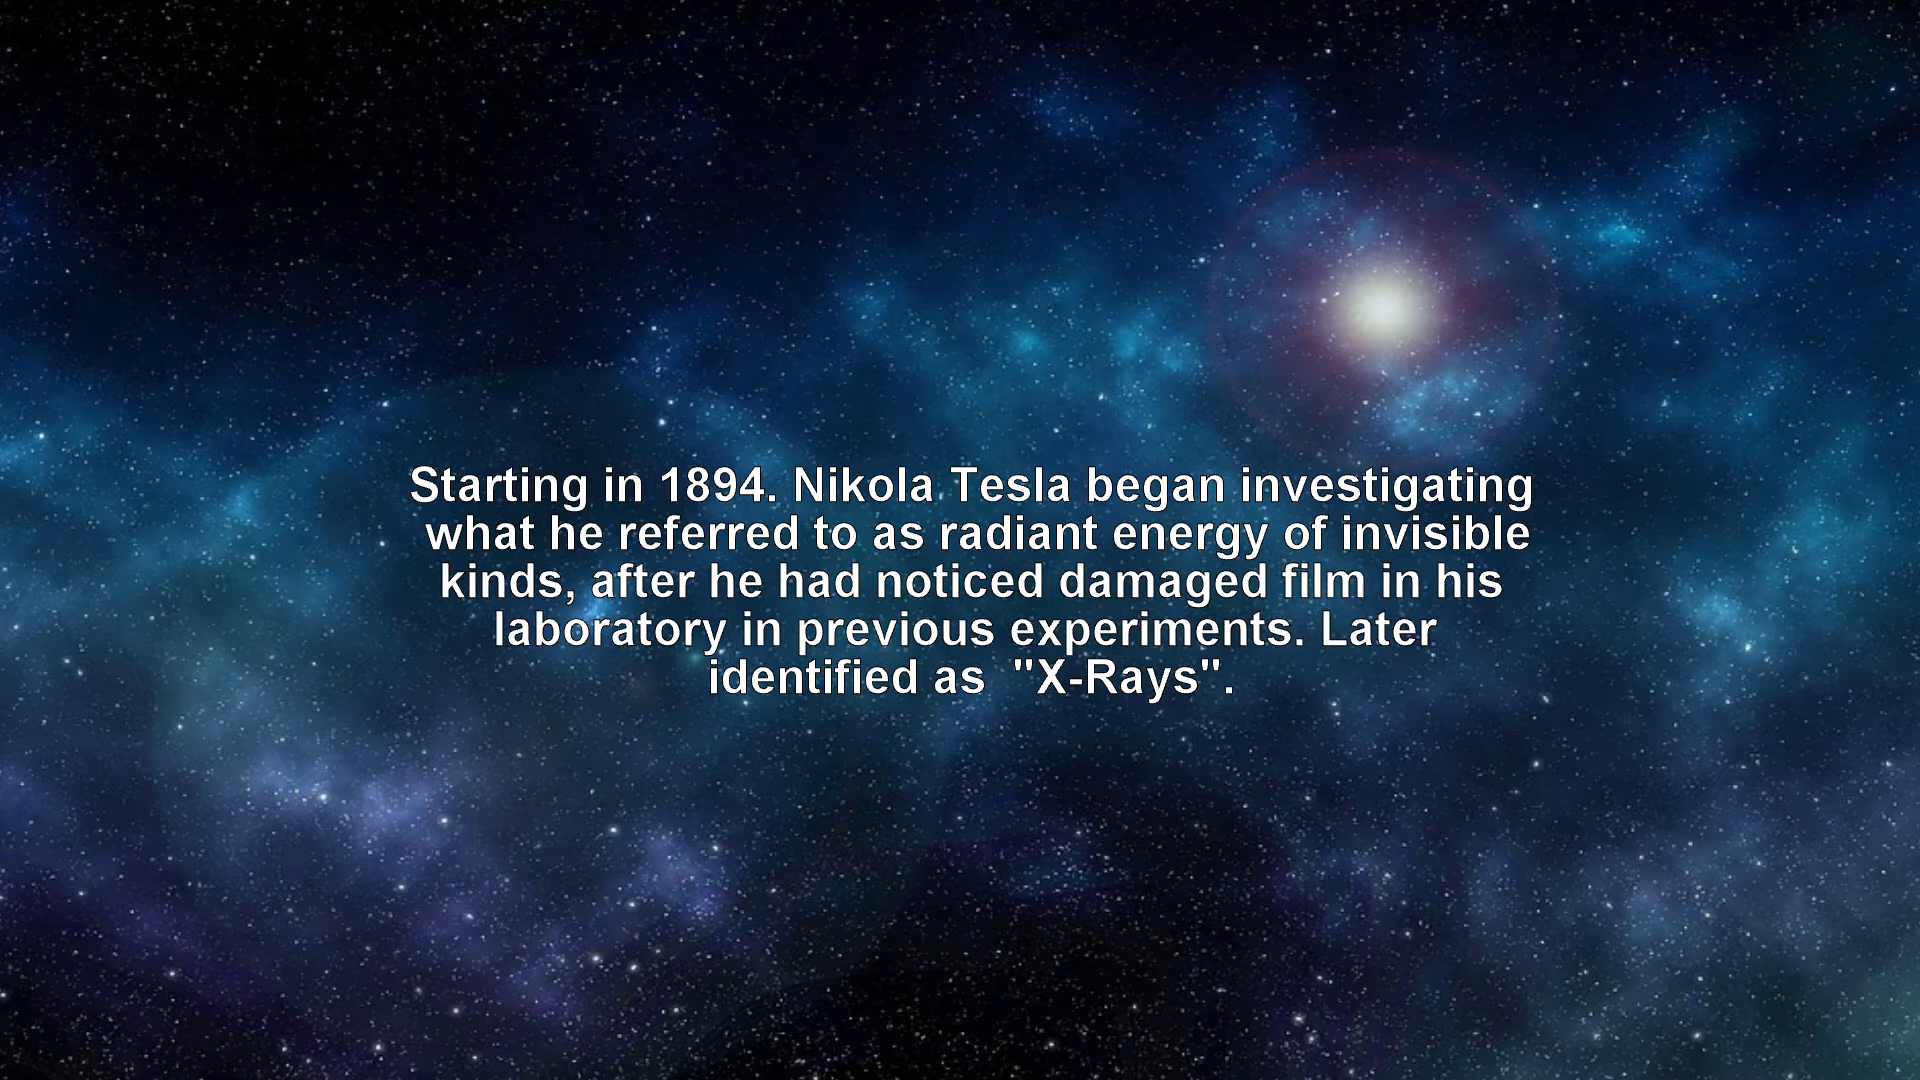 Starting in 1894. Nikola Tesla began investigating
what he referred to as radiant energy of invisible
kinds, after he had noticed damaged film in his
laboratory in previous experiments. Later
identified as  "X-Rays".